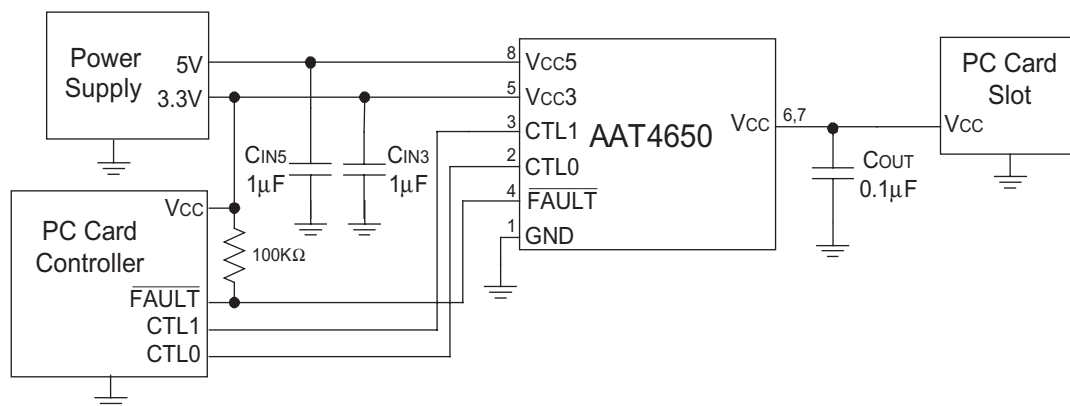 Power
Supply
5V
3.3V
8 VCC5
5 VCC3
3 CTL1
2 CTL0
4 FAULT
1 GND
AAT4650
VCC 6,7
PC Card
Slot
VCC
CIN5
1µF
CIN3
1µF
COUT
0.1µF
PC Card
Controller
VCC
100KΩ
FAULT
CTL1
CTL0